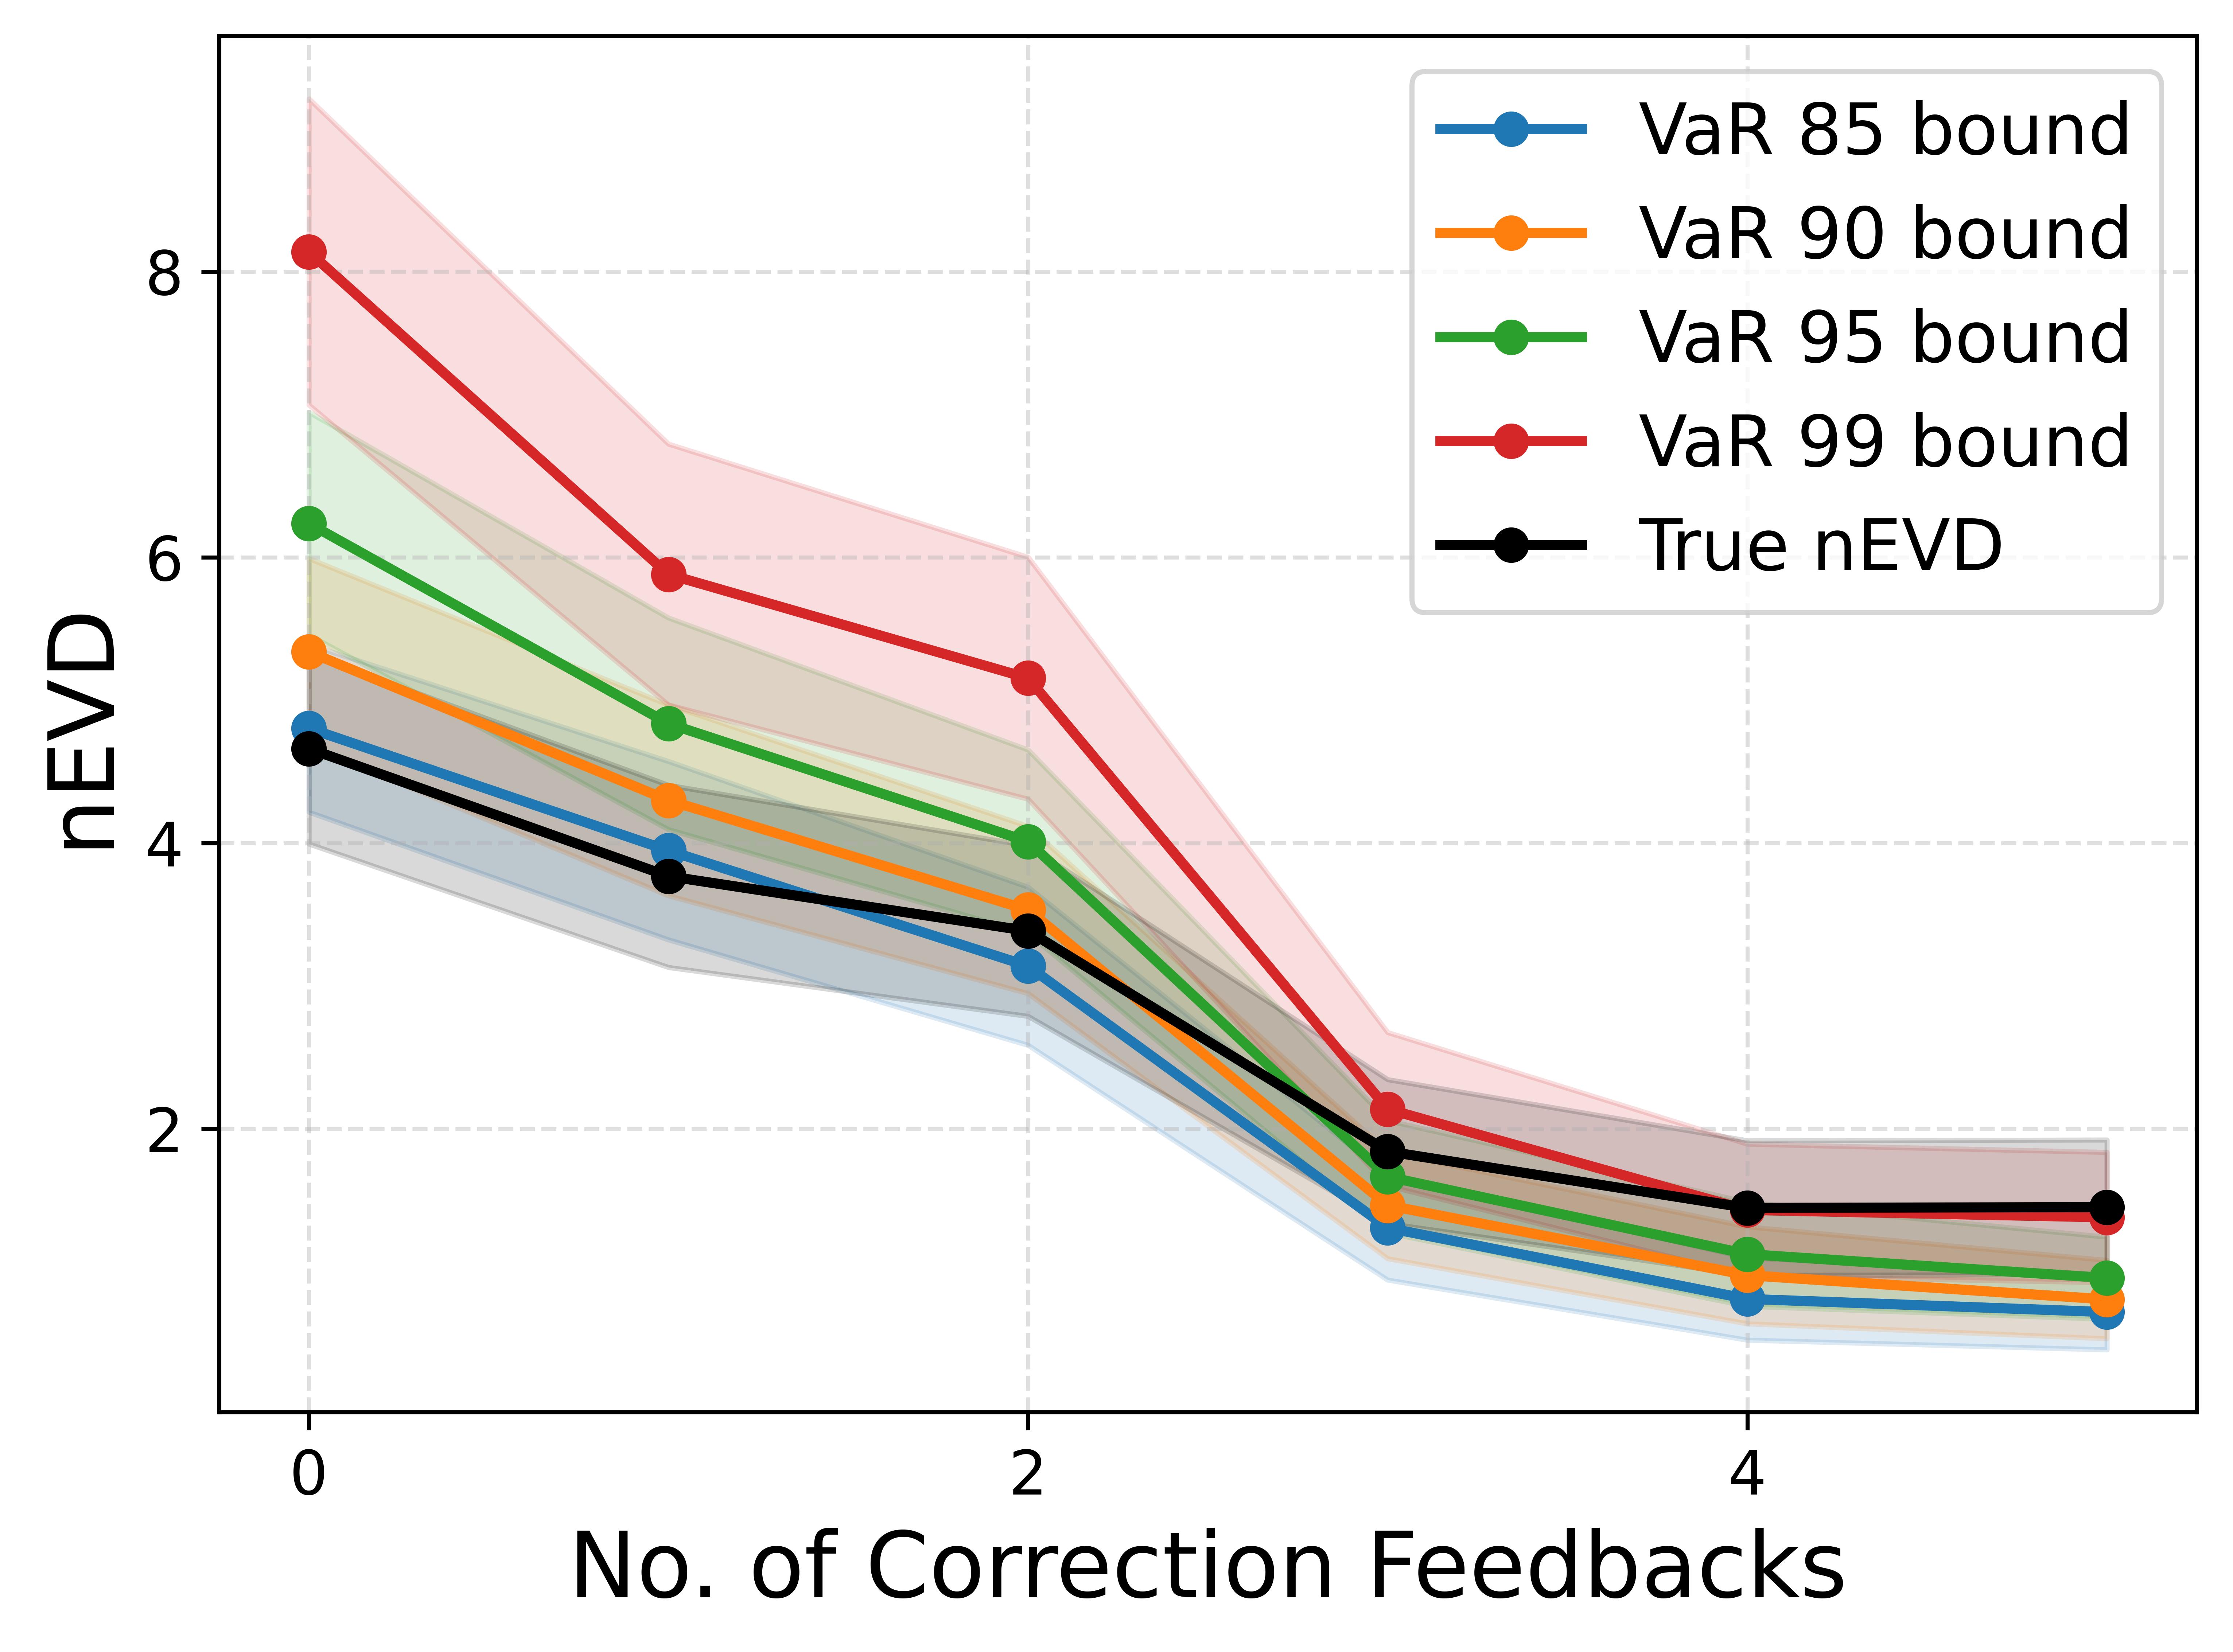 VaR 85 bound
VaR 90 bound
VaR 95 bound
VaR 99 bound
True nEVD
nEVD
8
6
4
2
0 2 4
No. of Correction Feedbacks